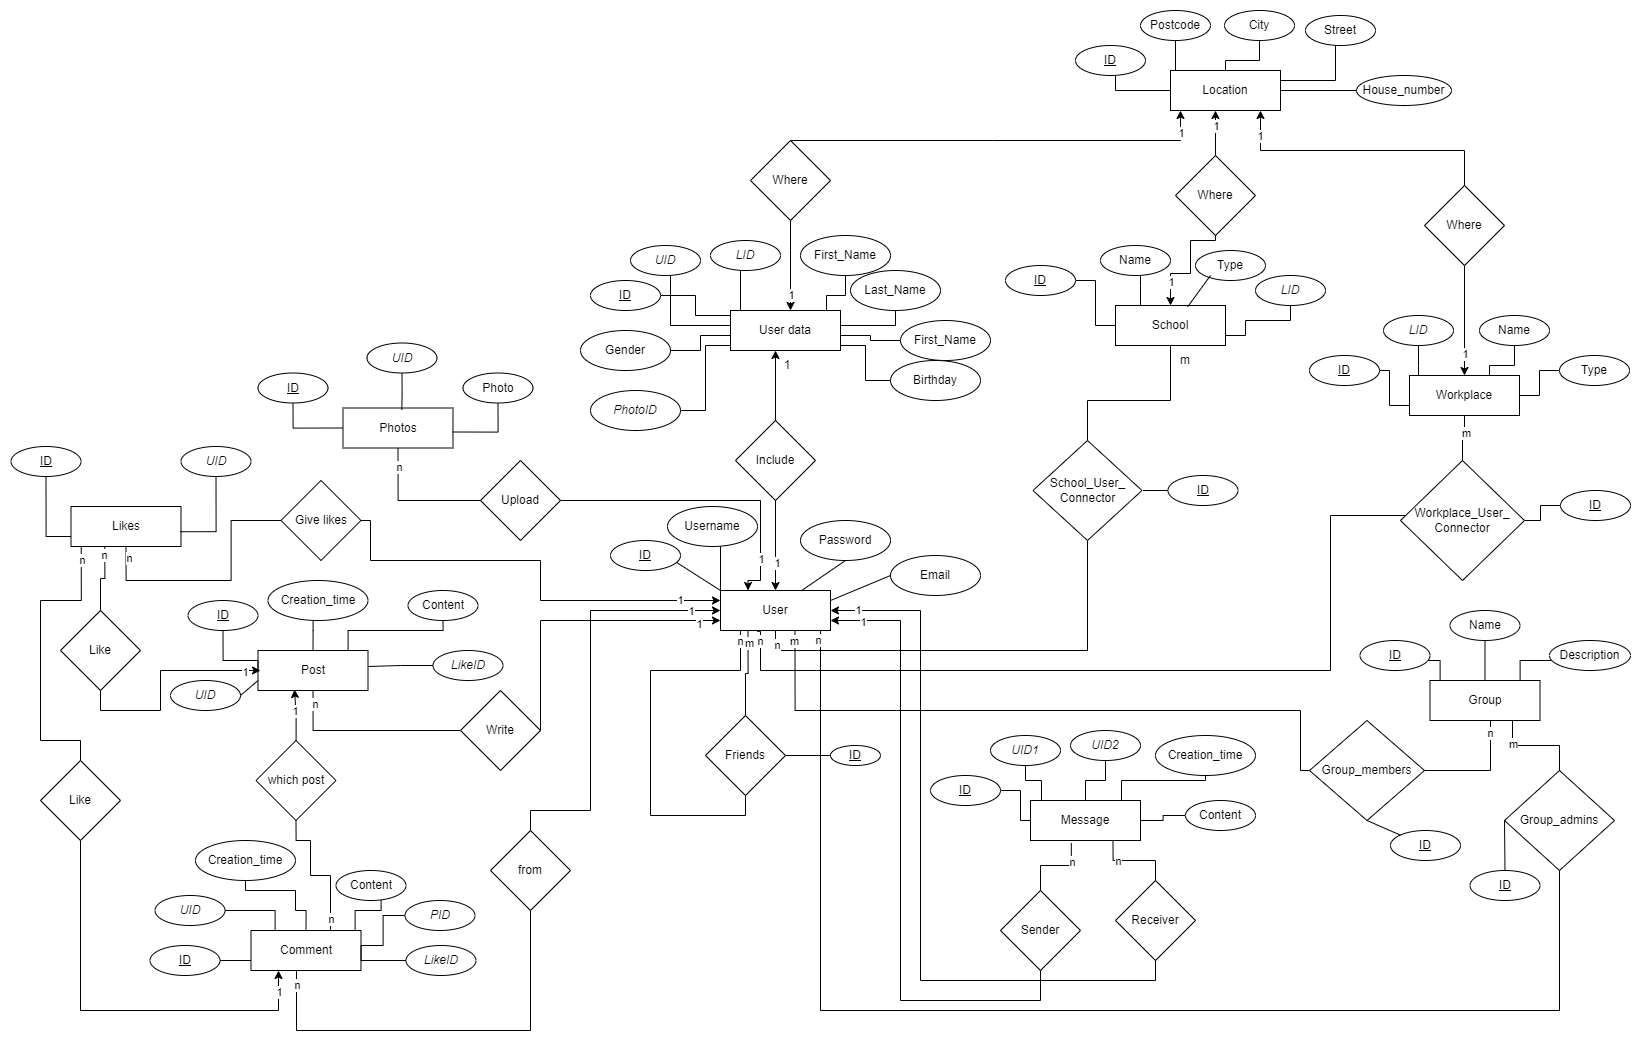 Postcode
City
Street
ID
Location
House_number
1
1
1
Where
Where
Where
UID
LID
First_Name
ID
Last_Name
1
User data
First_Name
Gender
Birthday
PhotoID
1
Name
Type
ID
LID
1
School
m
LID
Name
ID
Type
1
Workplace
m
UID
ID
Photo
Photos
n
Include
Upload
School_User_
Connector
ID
Workplace_User_
Connector
ID
ID
UID
Likes
Give likes
n
n
n
Username
Password
ID
Email
1
1
User
1
1
1
1
1
n
m
n
n
m
n
Creation_time
Content
ID
Like
Post
LikeID
UID
1
1
n
Write
Friends
ID
which post
Like
n
from
Creation_time
Content
UID
PID
Comment
ID
LikeID
1
n
UID1
UID2
Creation_time
ID
Message
Content
n
n
Sender
Receiver
Name
ID
Description
Group
n
m
Group_members
ID
Group_admins
ID